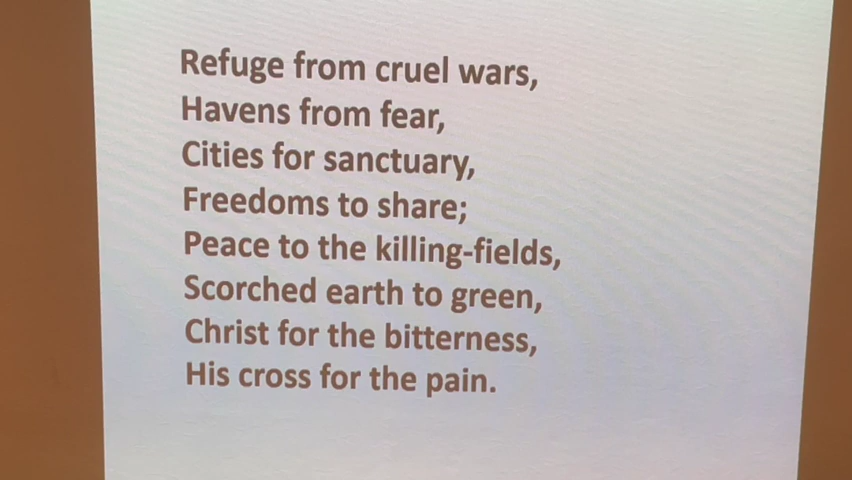 Refuge from cruel wars,
Havens from fear,
Cities for sanctuary,
Freedoms to share;
Peace to the killing-fields,
Scorched earth to green,
Christ for the bitterness,
His cross for the pain.